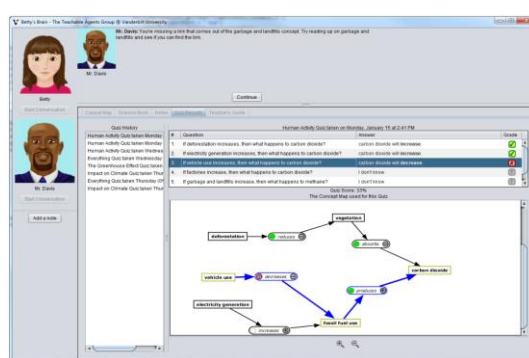 Betty's Brain - The Teachable Agents Group @ Vanderbilt University
Mr. Davis: You're missing a link that comes out of the garbage and landfills concept. Try reading up on garbage and
landfills and see if you can find the link.
Mr. Davis
Betty
Continue
Start Conversation
Concept Map Science Book Notes Quiz Results Teacher's Guide
Quiz History
Human Activity Quiz taken Monday
Human Activity Quiz taken Monday
Human Activity Quiz taken Monday
Everything Quiz taken Wednesday
The Greenhouse Effect Quiz taken
Impact on Climate Quiz taken Thur
Everything Quiz taken Thursday
Impact on Climate Quiz taken Thur
Human Activity Quiz taken on Monday, January 15 at 2:41 PM
# Question Answer Grade
1 If deforestation increases, then what happens to carbon dioxide? carbon dioxide will increase.
2 If electricity generation increases, then what happens to carbon dioxide? carbon dioxide will increase.
3 If vehicle use increases, then what happens to carbon dioxide? carbon dioxide will decrease.
4 If factories increase, then what happens to carbon dioxide? I don't know
5 If garbage and landfills increase, then what happens to methane? I don't know
Quiz Score: 33%
The Concept Map used for this Quiz
vegetation
deforestation
reduces
absorbs
carbon dioxide
vehicle use
decreases
produces
electricity generation
fossil fuel use
increases
Mr. Davis
Start Conversation
Add a note